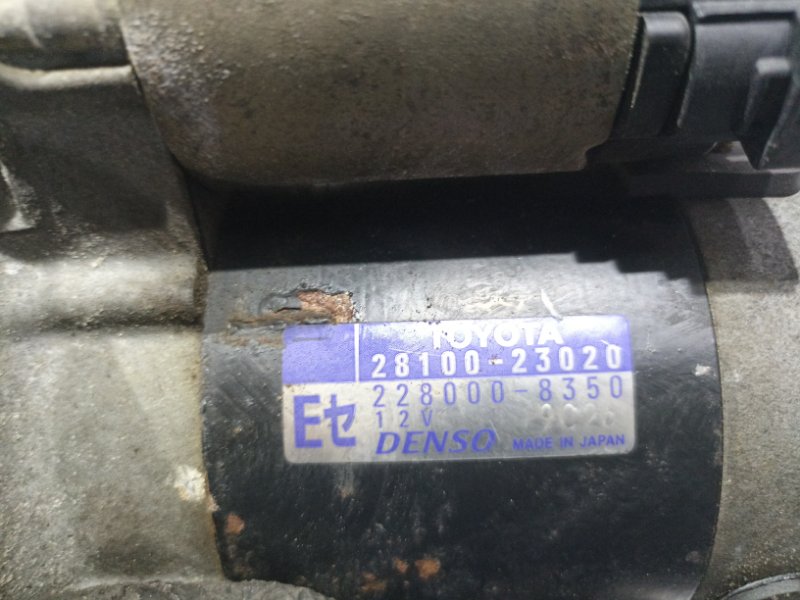 TOYOTA
28100-23020
228000-8350
Eセ
12V
DENSO MADE IN JAPAN